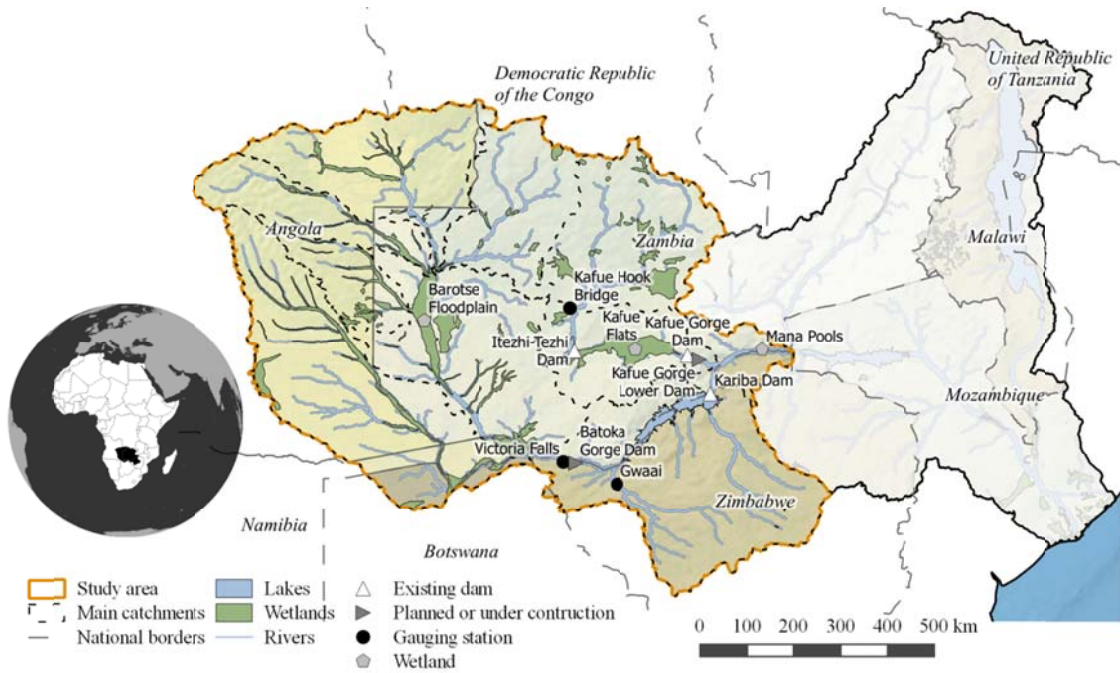 Democratic Republic
of the Congo
United Republic
of Tanzania
Angola
Zambia
Malawi
Barotse
Floodplain
Kafue Hook
Bridge
Itezhi-Tezhi
Dam
Kafue
Flats
Kafue Gorge
Dam
Mana Pools
Kafue Gorge
Lower Dam
Kariba Dam
Mozambique
Victoria Falls
Batoka
Gorge Dam
Gwaai
Zimbabwe
Namibia
Botswana
Study area
Main catchments
National borders
Lakes
Wetlands
Rivers
Existing dam
Planned or under contruction
Gauging station
Wetland
0 100 200 300 400 500 km